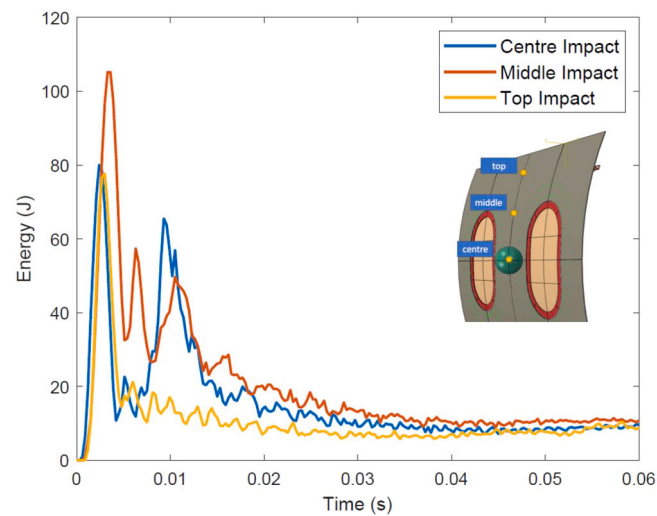 120
100
80
60
40
20
0
Energy (J)
0 0.01 0.02 0.03 0.04 0.05 0.06
Time (s)
Centre Impact
Middle Impact
Top Impact
top
middle
centre